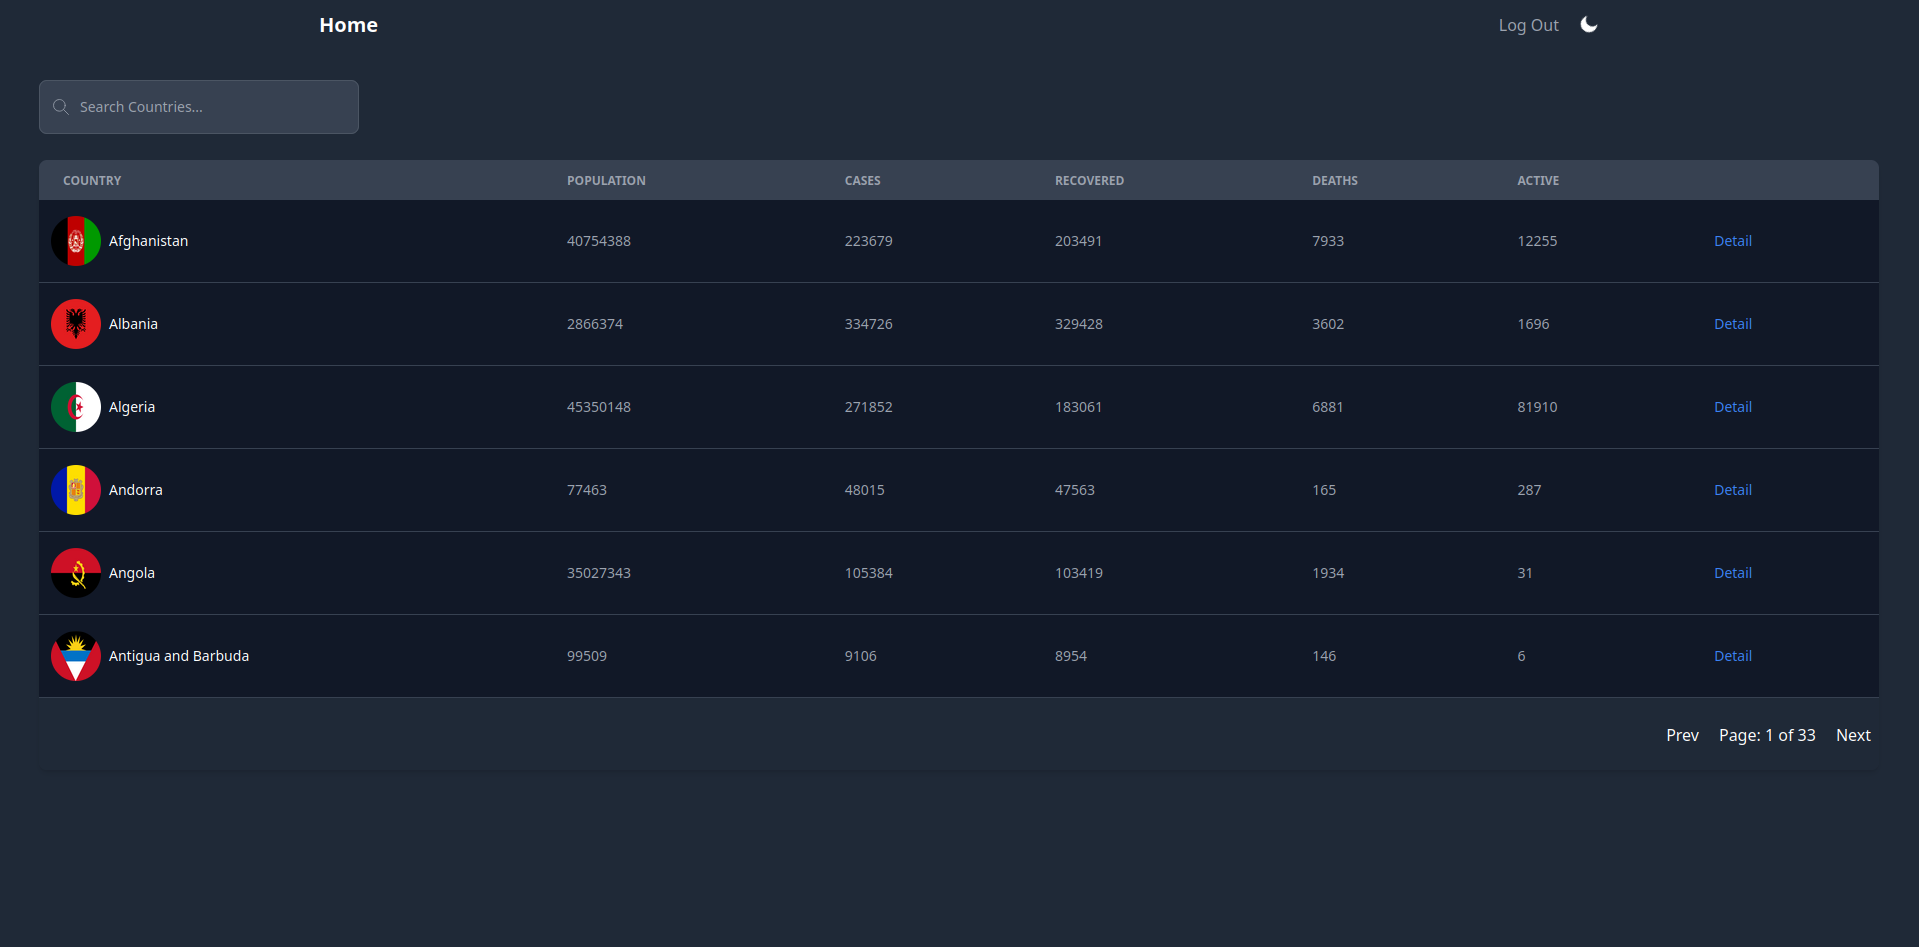 Home Log Out
Search Countries...
COUNTRY POPULATION CASES RECOVERED DEATHS ACTIVE
Afghanistan 40754388 223679 203491 7933 12255 Detail
Albania 2866374 334726 329428 3602 1696 Detail
Algeria 45350148 271852 183061 6881 81910 Detail
Andorra 77463 48015 47563 165 287 Detail
Angola 35027343 105384 103419 1934 31 Detail
Antigua and Barbuda 99509 9106 8954 146 6 Detail
Prev Page: 1 of 33 Next